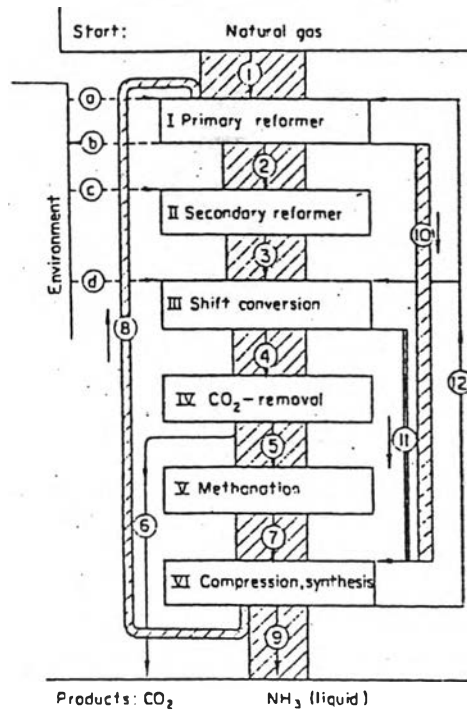 Start: Natural gas
1
a
I Primary reformer
b
2
c
II Secondary reformer
10
3
Environment
d
III Shift conversion
8
4
12
IV CO₂-removal
11
5
6
V Methanation
7
VI Compression, synthesis
9
Products: CO₂ NH₃ (liquid)